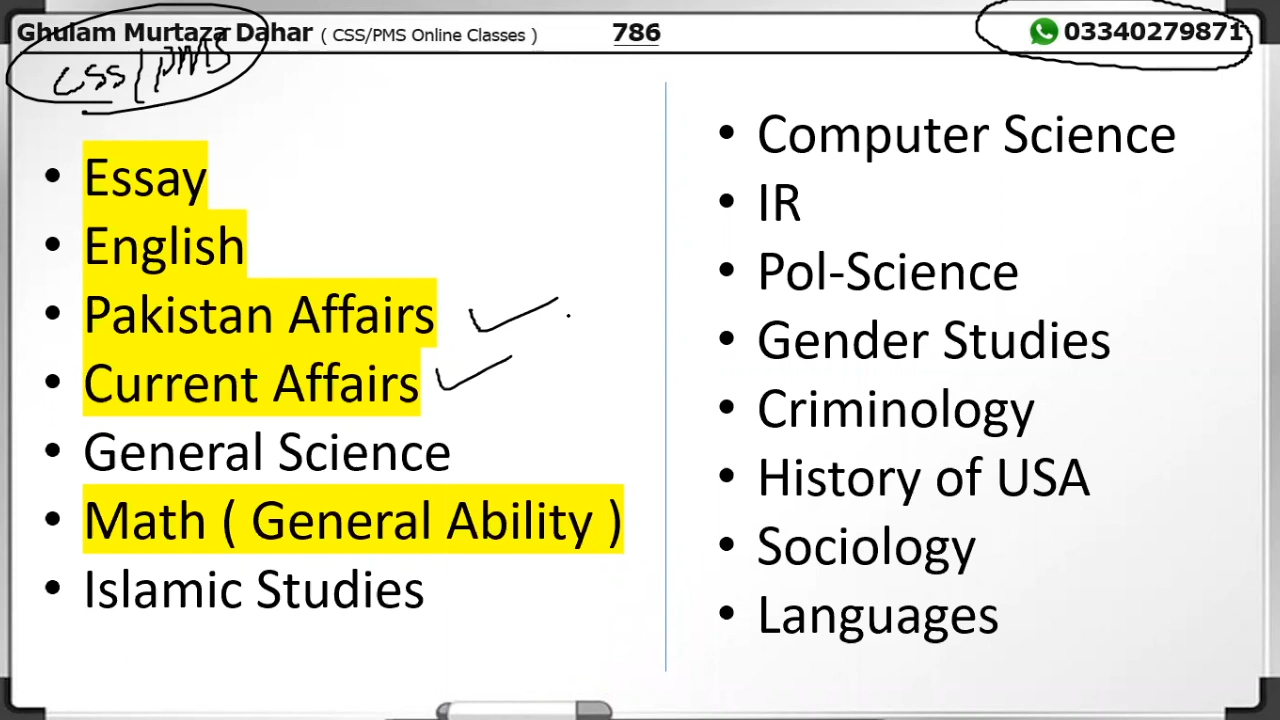 Ghulam Murtaza Dahar ( CSS/PMS Online Classes ) 786 03340279871
CSS/PMS
• Essay
• English
• Pakistan Affairs
• Current Affairs
• General Science
• Math ( General Ability )
• Islamic Studies
• Computer Science
• IR
• Pol-Science
• Gender Studies
• Criminology
• History of USA
• Sociology
• Languages